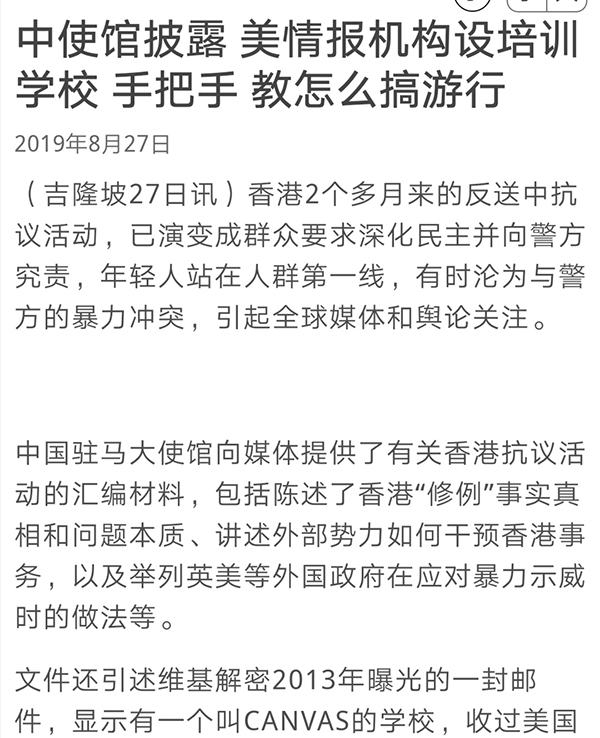 中使馆披露 美情报机构设培训
学校 手把手 教怎么搞游行
2019年8月27日
（吉隆坡27日讯）香港2个多月来的反送中抗
议活动，已演变成群众要求深化民主并向警方
究责，年轻人站在人群第一线，有时沦为与警
方的暴力冲突，引起全球媒体和舆论关注。
中国驻马大使馆向媒体提供了有关香港抗议活
动的汇编材料，包括陈述了香港“修例”事实真
相和问题本质、讲述外部势力如何干预香港事
务，以及举列英美等外国政府在应对暴力示威
时的做法等。
文件还引述维基解密2013年曝光的一封邮
件，显示有一个叫CANVAS的学校，收过美国